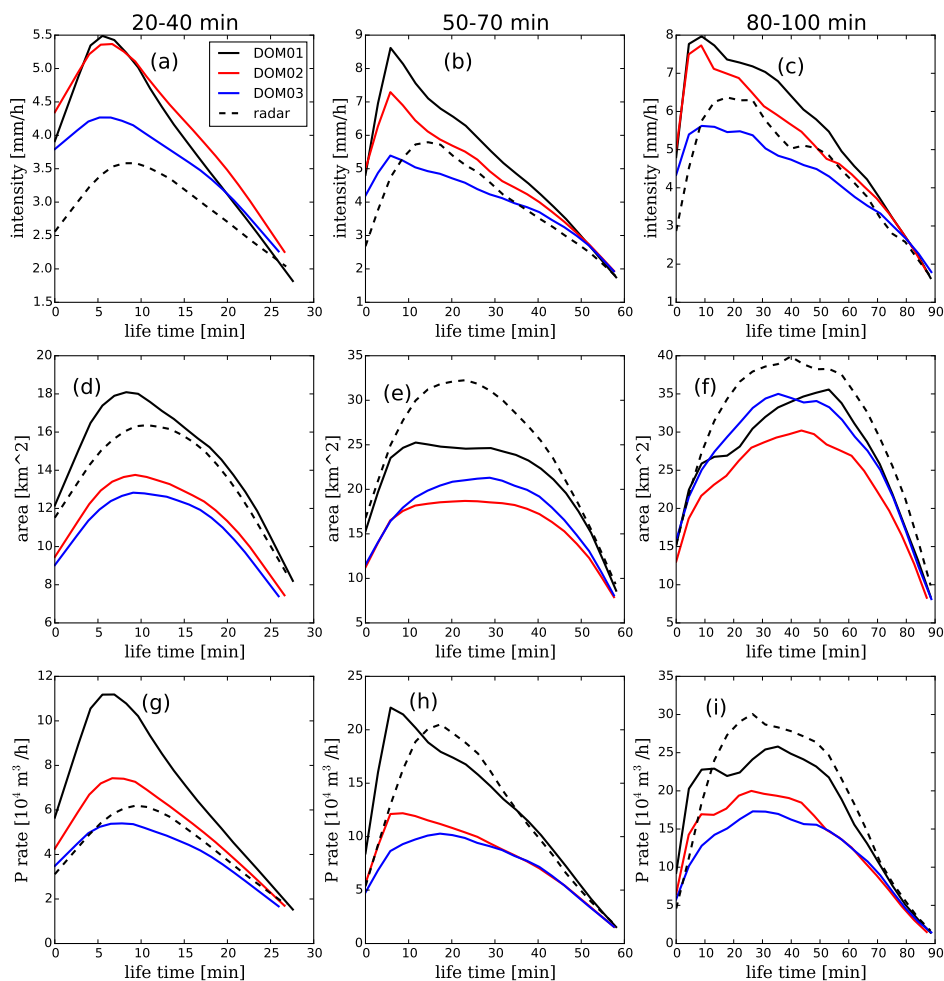 20-40 min 50-70 min 80-100 min
(a)
DOM01
DOM02
DOM03
radar
intensity [mm/h]
5.5
5.0
4.5
4.0
3.5
3.0
2.5
2.0
1.5
0 5 10 15 20 25 30
life time [min]
(b)
intensity [mm/h]
9
8
7
6
5
4
3
2
1
0 10 20 30 40 50 60
life time [min]
(c)
intensity [mm/h]
8
7
6
5
4
3
2
1
0 10 20 30 40 50 60 70 80 90
life time [min]
(d)
area [km^2]
20
18
16
14
12
10
8
6
0 5 10 15 20 25 30
life time [min]
(e)
area [km^2]
35
30
25
20
15
10
5
0 10 20 30 40 50 60
life time [min]
(f)
area [km^2]
40
35
30
25
20
15
10
5
0 10 20 30 40 50 60 70 80 90
life time [min]
(g)
P rate [10⁴ m³ /h]
12
10
8
6
4
2
0
0 5 10 15 20 25 30
life time [min]
(h)
P rate [10⁴ m³ /h]
25
20
15
10
5
0
0 10 20 30 40 50 60
life time [min]
(i)
P rate [10⁴ m³ /h]
35
30
25
20
15
10
5
0
0 10 20 30 40 50 60 70 80 90
life time [min]